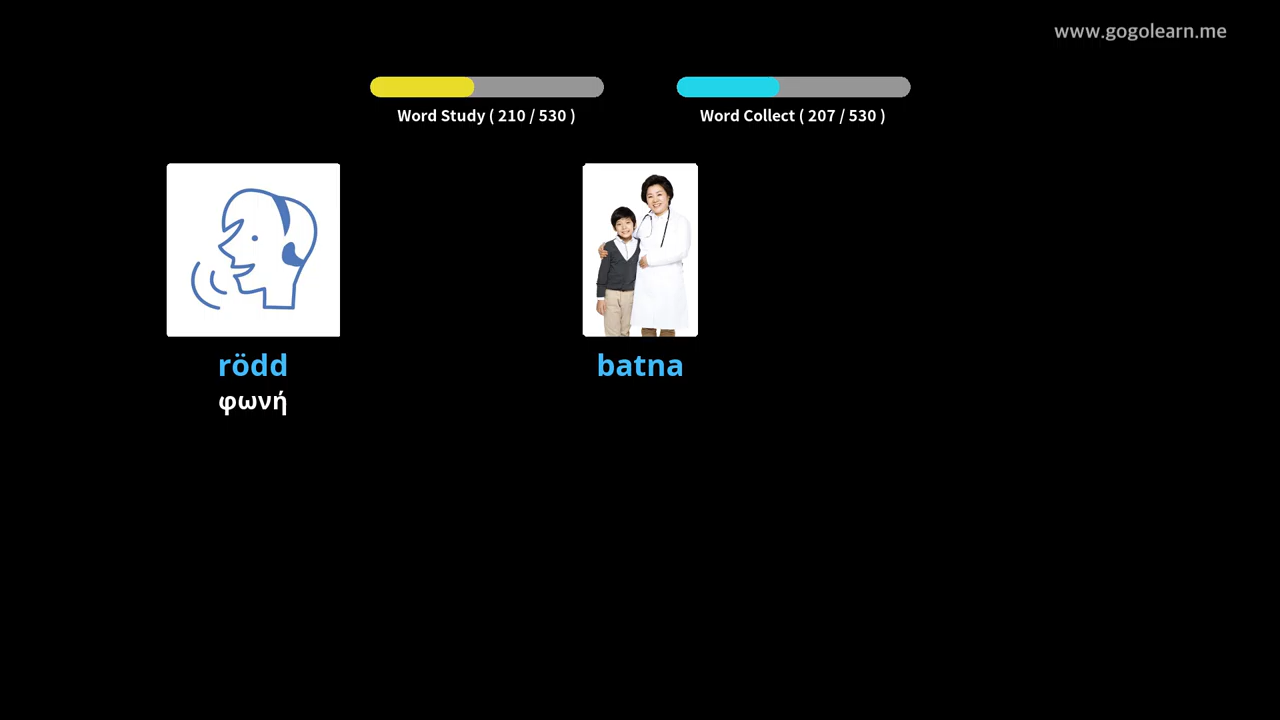 www.gogolearn.me
Word Study ( 210 / 530 )
Word Collect ( 207 / 530 )
rödd
φωνή
batna